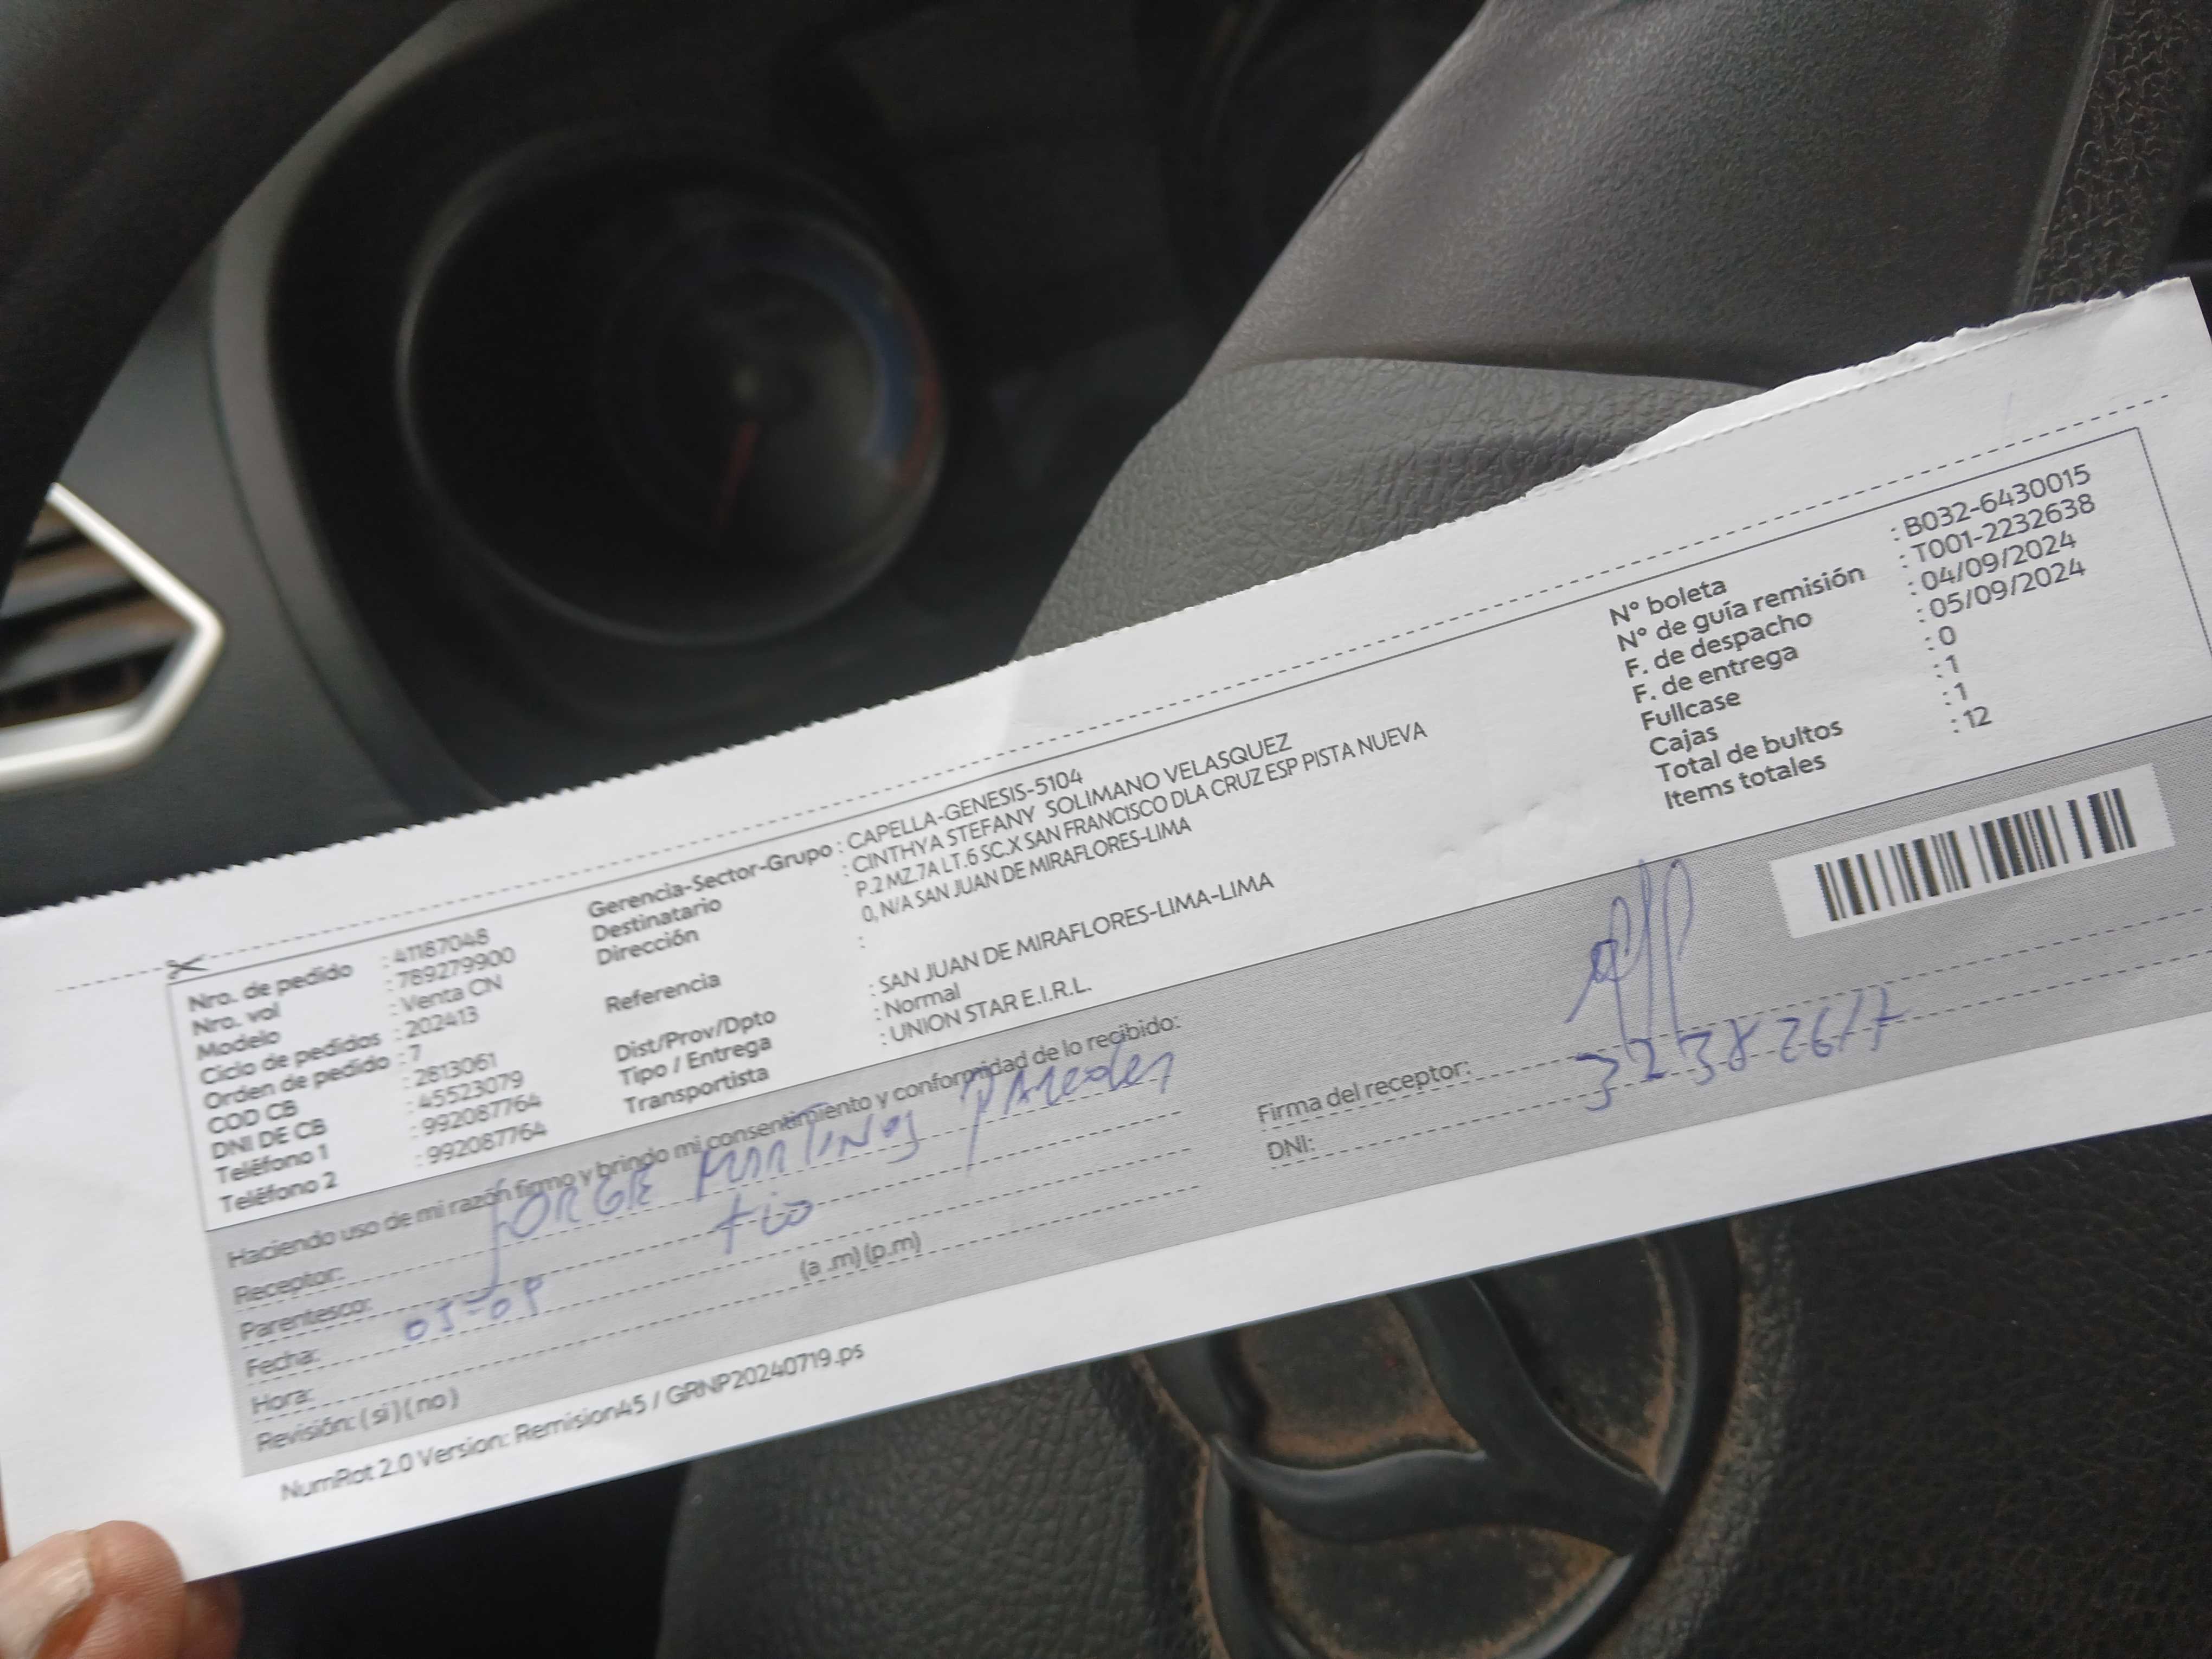 Nro. de pedido : 41187048
Nro. vol : 789279900
Modelo : Venta CN
Ciclo de pedidos : 202413
Orden de pedido : 7
COD CB : 2813061
DNI DE CB : 45523079
Teléfono 1 : 992087764
Teléfono 2 : 992087764
Gerencia-Sector-Grupo : CAPELLA-GENESIS-5104
Destinatario : CINTHYA STEFANY SOLIMANO VELASQUEZ
Dirección P.2 MZ.7A LT.6 SC.X SAN FRANCISCO DLA CRUZ ESP PISTA NUEVA
0, N/A SAN JUAN DE MIRAFLORES-LIMA
Referencia :
Dist/Prov/Dpto : SAN JUAN DE MIRAFLORES-LIMA-LIMA
Tipo / Entrega : Normal
Transportista : UNION STAR E.I.R.L.
N° boleta : B032-6430015
N° de guía remisión : T001-2232638
F. de despacho : 04/09/2024
F. de entrega : 05/09/2024
Fullcase : 0
Cajas : 1
Total de bultos : 1
Items totales : 12
Haciendo uso de mi razón firmo y brindo mi consentimiento y conformidad de lo recibido:
Receptor: JORGE Paredes
Parentesco: tio
Fecha: 05-09
Hora: (a .m) (p.m)
Revisión: ( si ) ( no )
Firma del receptor:
DNI:
NumRot 2.0 Version: Remision45 / GRNP20240719.ps